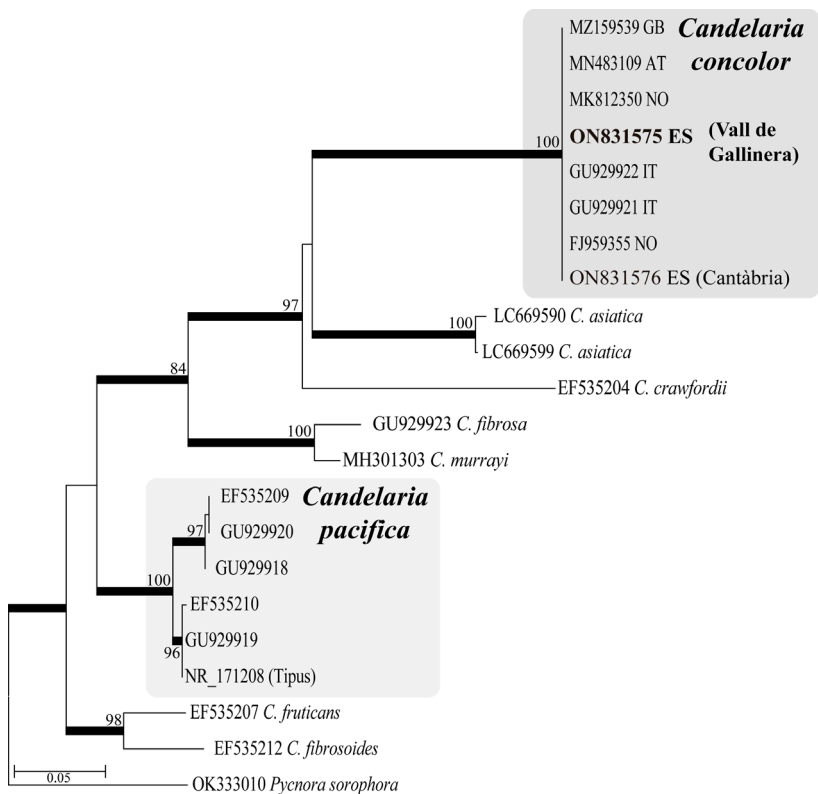 MZ159539 GB
Candelaria
concolor
MN483109 AT
MK812350 NO
100
ON831575 ES (Vall de
Gallinera)
GU929922 IT
GU929921 IT
FJ959355 NO
ON831576 ES (Cantàbria)
97
100
LC669590 C. asiatica
LC669599 C. asiatica
84
EF535204 C. crawfordii
100
GU929923 C. fibrosa
MH301303 C. murrayi
EF535209
Candelaria
pacifica
97
GU929920
GU929918
100
EF535210
96
GU929919
NR_171208 (Tipus)
98
EF535207 C. fruticans
EF535212 C. fibrosoides
0.05
OK333010 Pycnora sorophora